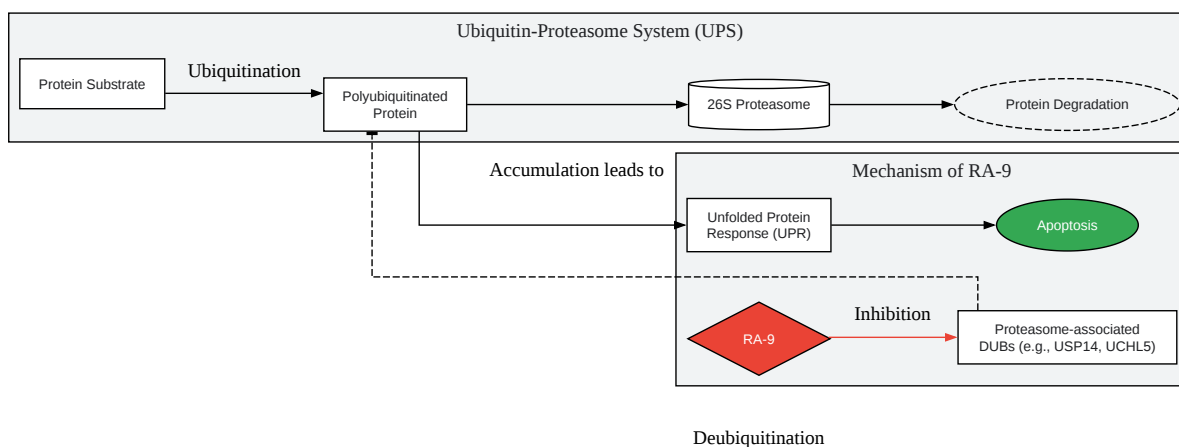 Ubiquitin-Proteasome System (UPS)
Protein Substrate
Ubiquitination
Polyubiquitinated
Protein
26S Proteasome
Protein Degradation
Accumulation leads to
Mechanism of RA-9
Unfolded Protein
Response (UPR)
Apoptosis
RA-9
Inhibition
Proteasome-associated
DUBs (e.g., USP14, UCHL5)
Deubiquitination